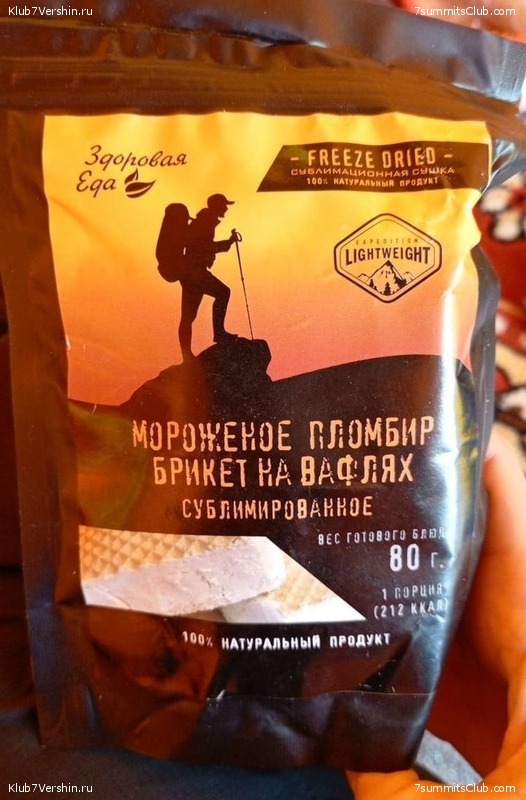 Klub7Vershin.ru
7summitsClub.com
Здоровая
Еда
- FREEZE DRIED -
СУБЛИМАЦИОННАЯ СУШКА
100% НАТУРАЛЬНЫЙ ПРОДУКТ
EXPEDITION
LIGHTWEIGHT
МОРОЖЕНОЕ ПЛОМБИР
БРИКЕТ НА ВАФЛЯХ
СУБЛИМИРОВАННОЕ
ВЕС ГОТОВОГО БЛЮДА
80 г.
1 ПОРЦИЯ
(212 ККАЛ)
100% НАТУРАЛЬНЫЙ ПРОДУКТ
Klub7Vershin.ru
7summitsClub.com